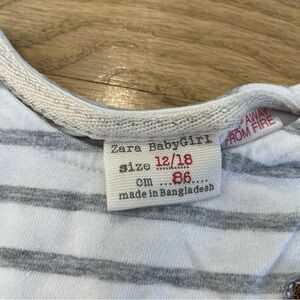 Zara BabyGirl
size 12/18
cm ...86.....
made in Bangladesh
AWAY
FROM FIRE